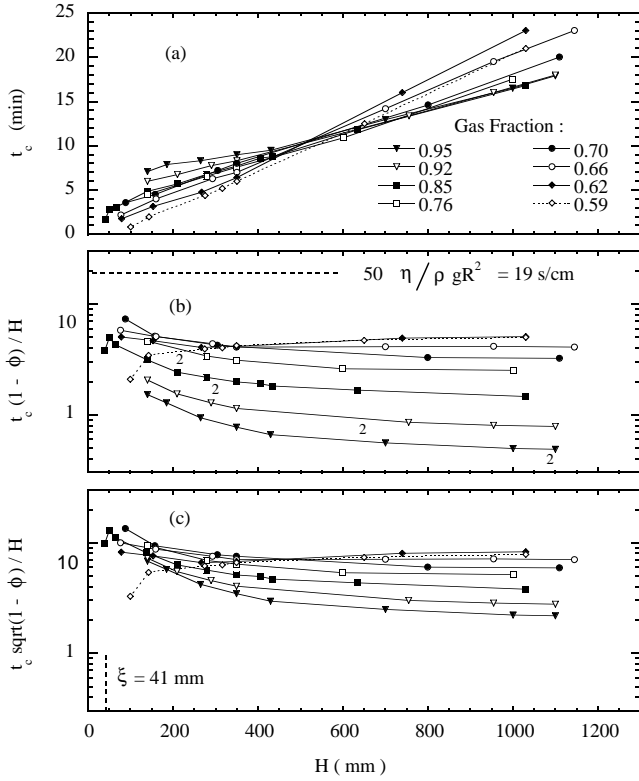 25
20
15
10
5
0
t_c (min)
(a)
Gas Fraction :
0.95
0.92
0.85
0.76
0.70
0.66
0.62
0.59
50 η / ρ gR² = 19 s/cm
(b)
10
1
t_c (1 - ϕ) / H
2
2
2
2
(c)
10
1
t_c sqrt(1 - ϕ) / H
ξ = 41 mm
0 200 400 600 800 1000 1200
H ( mm )